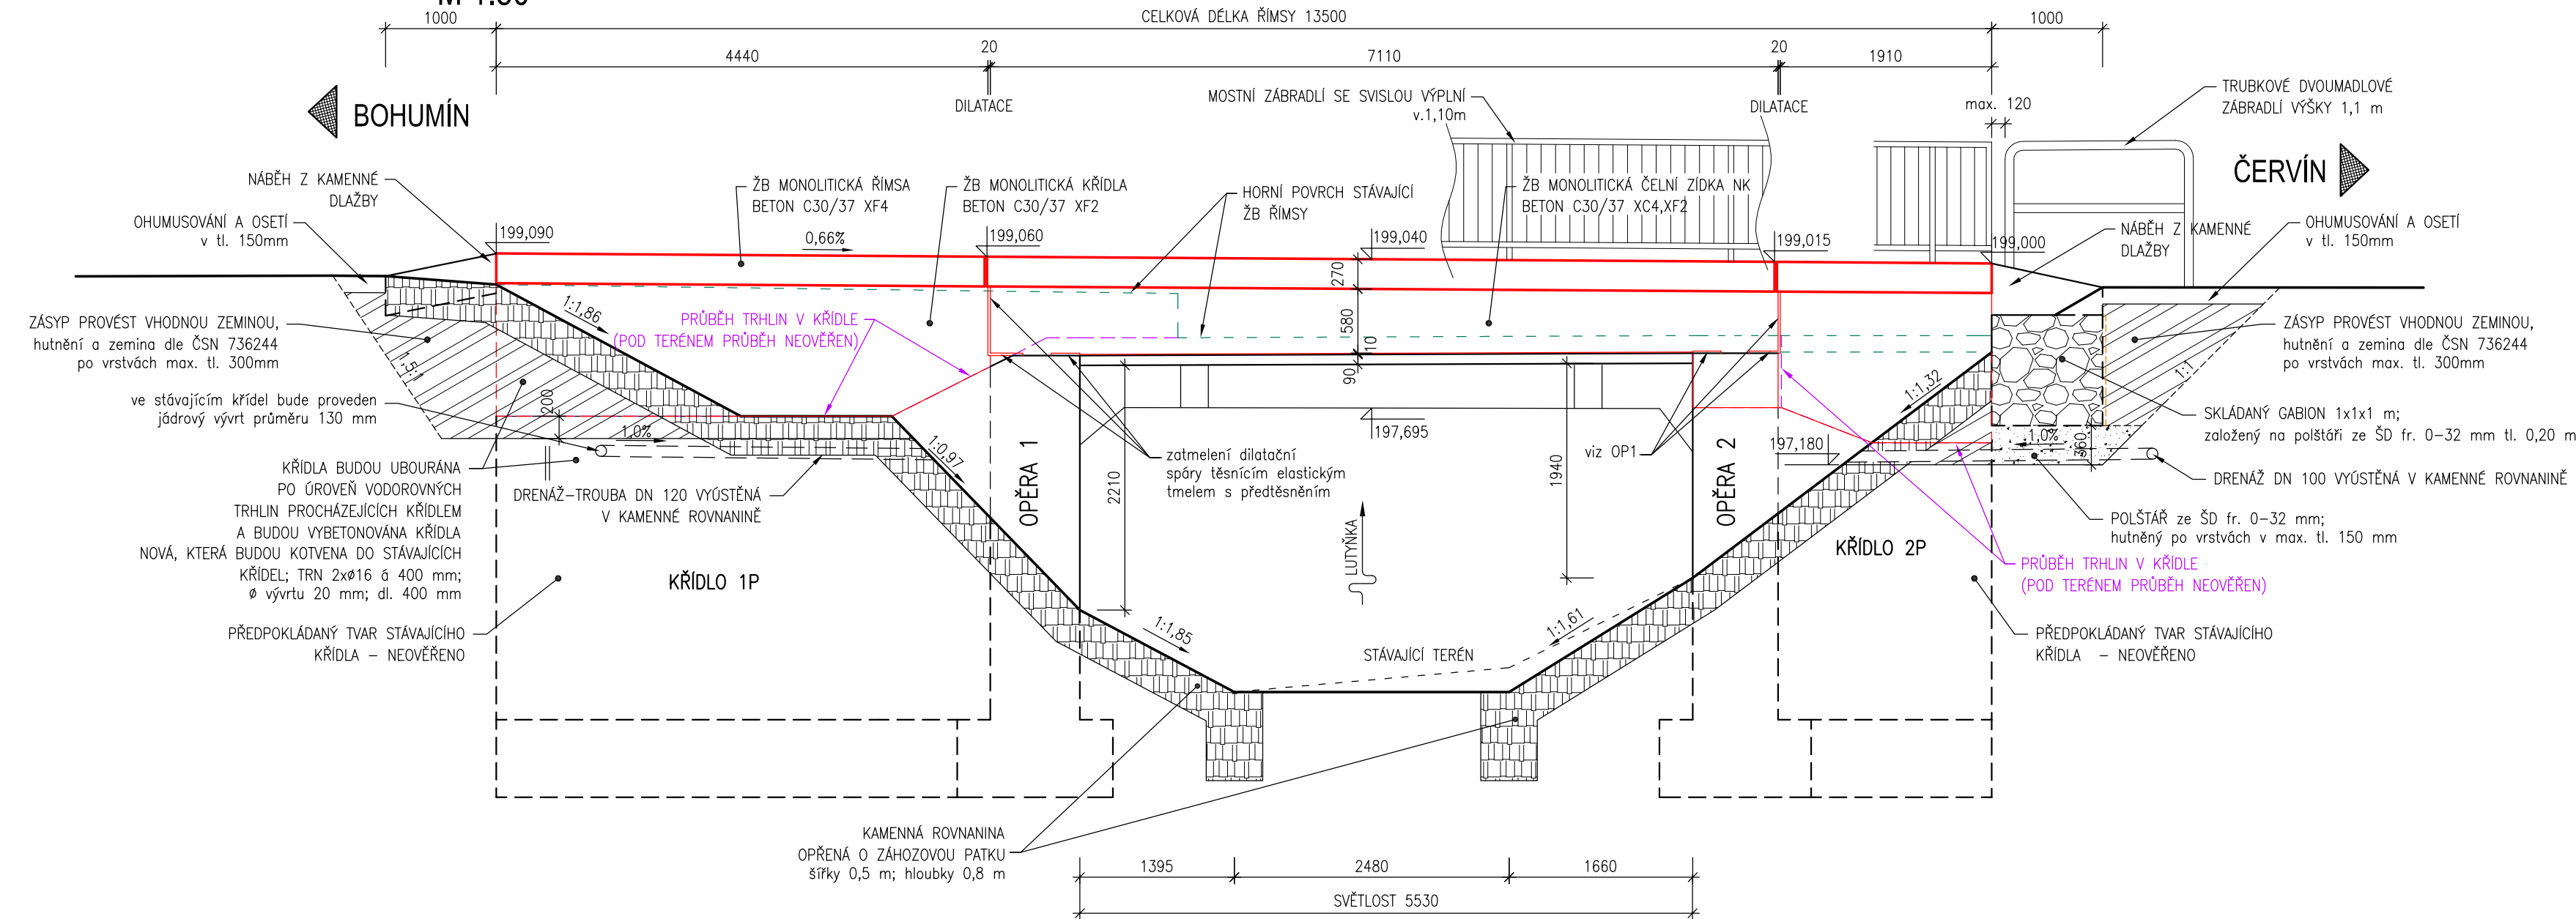 1000
CELKOVÁ DÉLKA ŘÍMSY 13500
1000
4440
20
7110
20
1910
BOHUMÍN
DILATACE
MOSTNÍ ZÁBRADLÍ SE SVISLOU VÝPLNÍ
v.1,10m
DILATACE
max. 120
TRUBKOVÉ DVOUMADLOVÉ
ZÁBRADLÍ VÝŠKY 1,1 m
ČERVÍN
NÁBĚH Z KAMENNÉ
DLAŽBY
OHUMUSOVÁNÍ A OSETÍ
v tl. 150mm
ŽB MONOLITICKÁ ŘÍMSA
BETON C30/37 XF4
ŽB MONOLITICKÁ KŘÍDLA
BETON C30/37 XF2
HORNÍ POVRCH STÁVAJÍCÍ
ŽB ŘÍMSY
ŽB MONOLITICKÁ ČELNÍ ZÍDKA NK
BETON C30/37 XC4,XF2
NÁBĚH Z KAMENNÉ
DLAŽBY
OHUMUSOVÁNÍ A OSETÍ
v tl. 150mm
199,090
0,66%
199,060
199,040
199,015
199,000
270
580
10
90
1:1,86
PRŮBĚH TRHLIN V KŘÍDLE
(POD TERÉNEM PRŮBĚH NEOVĚŘEN)
ZÁSYP PROVÉST VHODNOU ZEMINOU,
hutnění a zemina dle ČSN 736244
po vrstvách max. tl. 300mm
1,5:1
ZÁSYP PROVÉST VHODNOU ZEMINOU,
hutnění a zemina dle ČSN 736244
po vrstvách max. tl. 300mm
1:1
1:1,32
ve stávajícím křídel bude proveden
jádrový vývrt průměru 130 mm
200
1,0%
1:0,97
197,695
197,180
1,0%
360
SKLÁDANÝ GABION 1x1x1 m;
založený na polštáři ze ŠD fr. 0-32 mm tl. 0,20 m
KŘÍDLA BUDOU UBOURÁNA
PO ÚROVEŇ VODOROVNÝCH
TRHLIN PROCHÁZEJÍCÍCH KŘÍDLEM
A BUDOU VYBETONOVÁNA KŘÍDLA
NOVÁ, KTERÁ BUDOU KOTVENA DO STÁVAJÍCÍCH
KŘÍDEL; TRN 2xø16 á 400 mm;
ø vývrtu 20 mm; dl. 400 mm
DRENÁŽ-TROUBA DN 120 VYÚSTĚNÁ
V KAMENNÉ ROVNANINĚ
OPĚRA 1
2210
zatmelení dilatační
spáry těsnícím elastickým
tmelem s předtěsněním
LUTYŇKA
1940
viz OP1
OPĚRA 2
DRENÁŽ DN 100 VYÚSTĚNÁ V KAMENNÉ ROVNANINĚ
POLŠTÁŘ ze ŠD fr. 0-32 mm;
hutněný po vrstvách v max. tl. 150 mm
KŘÍDLO 1P
KŘÍDLO 2P
PRŮBĚH TRHLIN V KŘÍDLE
(POD TERÉNEM PRŮBĚH NEOVĚŘEN)
PŘEDPOKLÁDANÝ TVAR STÁVAJÍCÍHO
KŘÍDLA – NEOVĚŘENO
1:1,85
STÁVAJÍCÍ TERÉN
1:1,61
PŘEDPOKLÁDANÝ TVAR STÁVAJÍCÍHO
KŘÍDLA – NEOVĚŘENO
KAMENNÁ ROVNANINA
OPŘENÁ O ZÁHOZOVOU PATKU
šířky 0,5 m; hloubky 0,8 m
1395
2480
1660
SVĚTLOST 5530